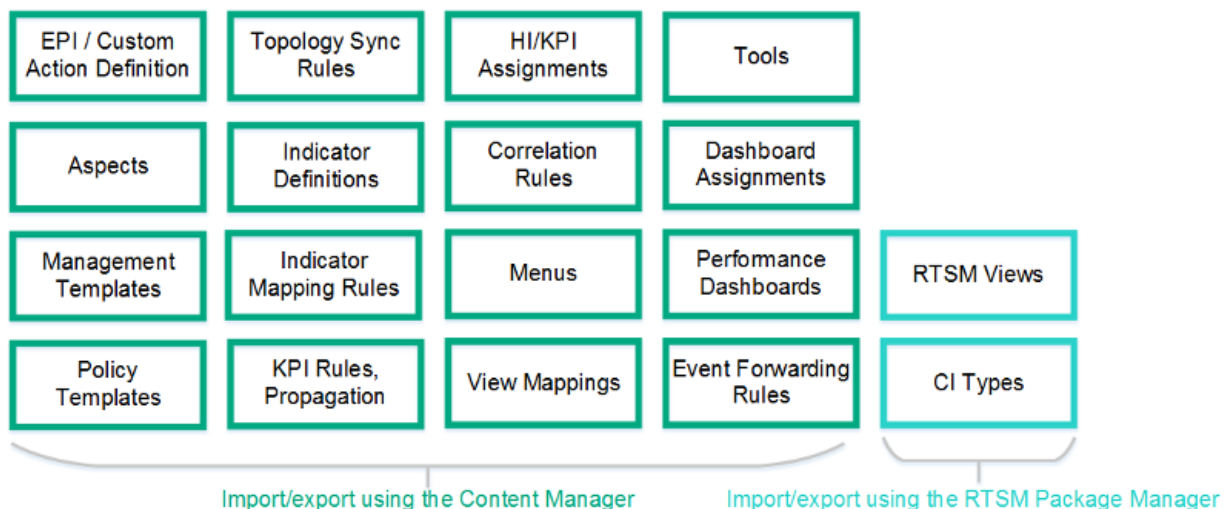 EPI / Custom
Action Definition
Topology Sync
Rules
HI/KPI
Assignments
Tools
Aspects
Indicator
Definitions
Correlation
Rules
Dashboard
Assignments
Management
Templates
Indicator
Mapping Rules
Menus
Performance
Dashboards
RTSM Views
Policy
Templates
KPI Rules,
Propagation
View Mappings
Event Forwarding
Rules
CI Types
Import/export using the Content Manager
Import/export using the RTSM Package Manager